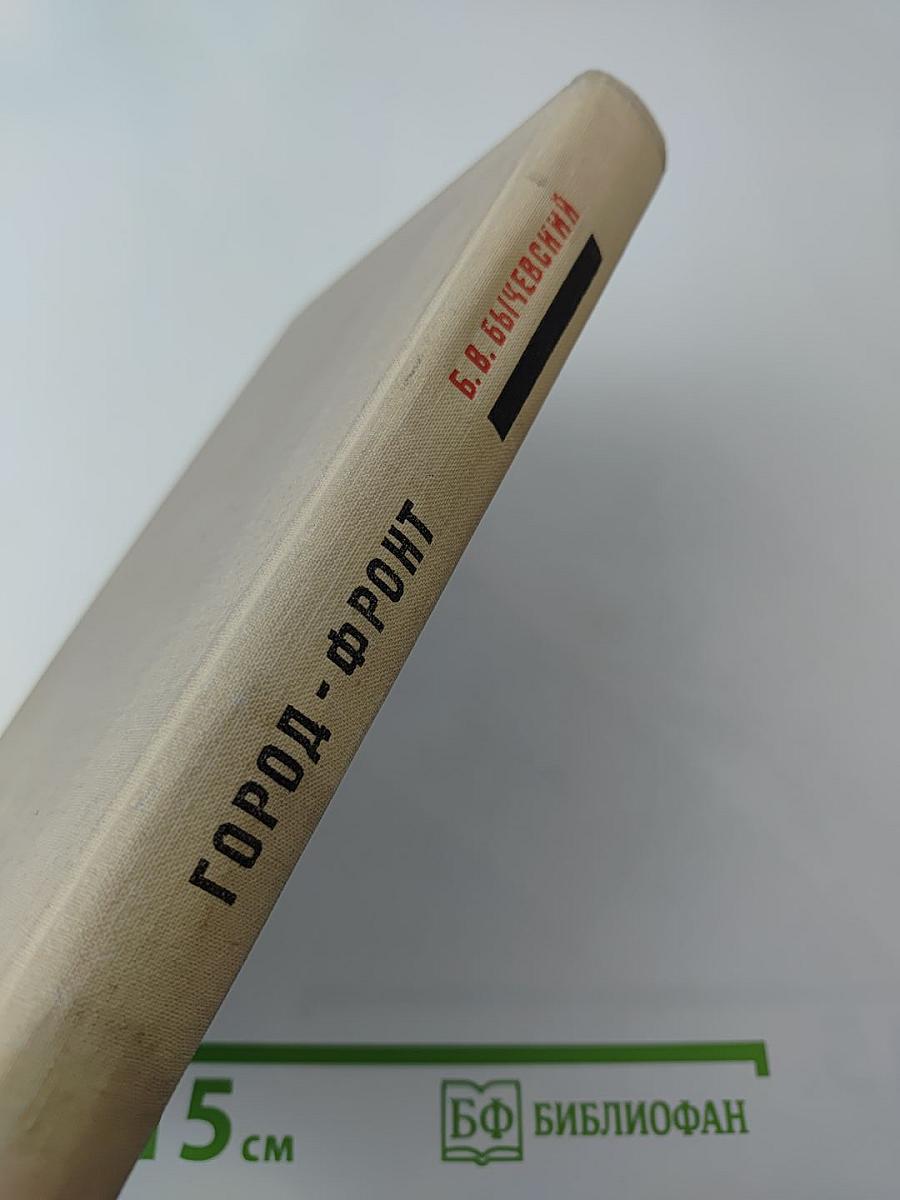 Б. В. БЫЧЕВСКИЙ
ГОРОД - ФРОНТ
15 см
БФ БИБЛИОФАН